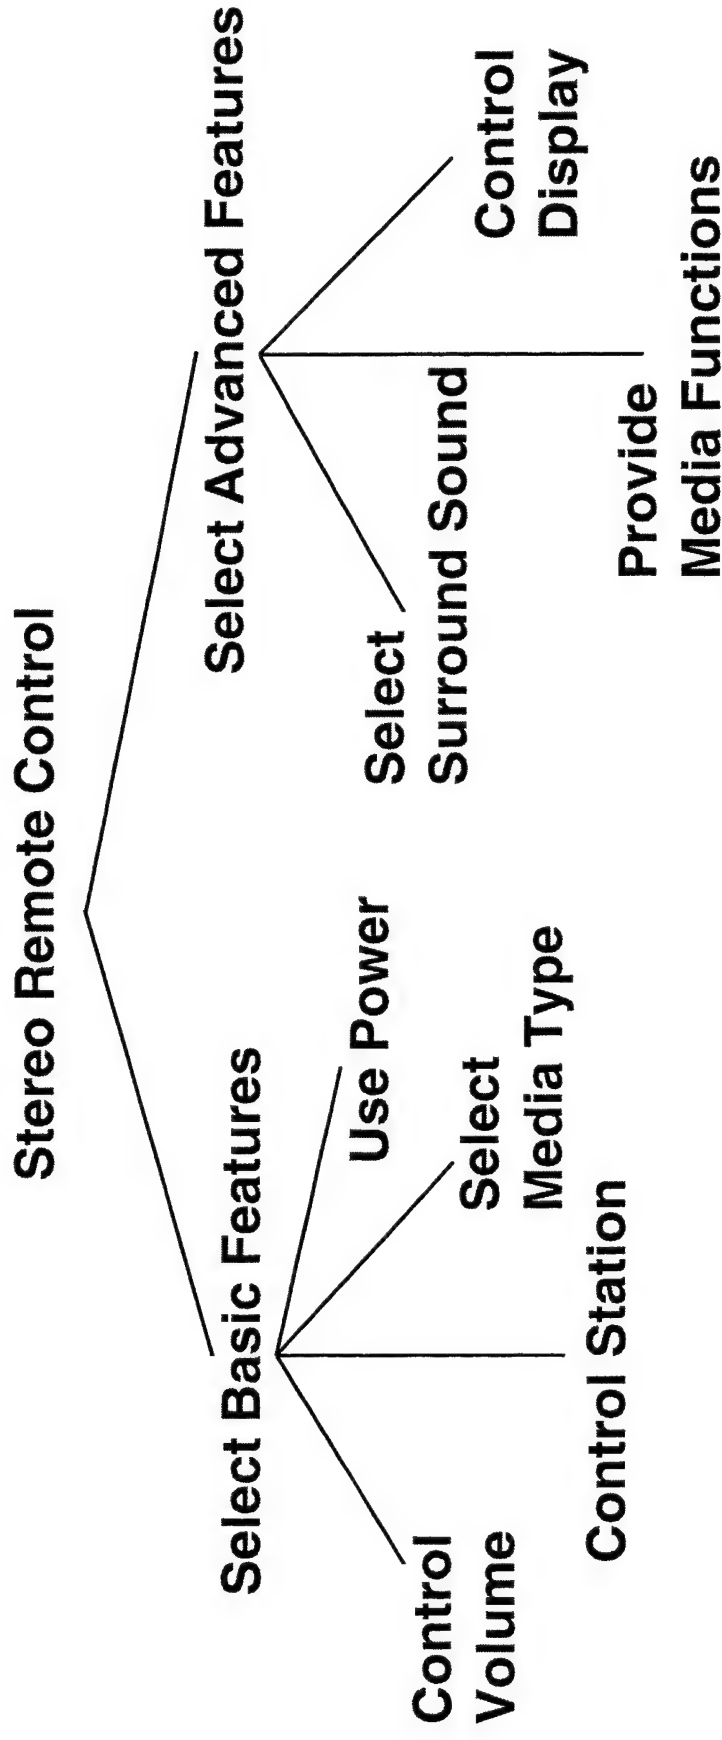 Stereo Remote Control
Select Basic Features
Select Advanced Features
Control
Volume
Control Station
Select
Media Type
Use Power
Select
Surround Sound
Provide
Media Functions
Control
Display